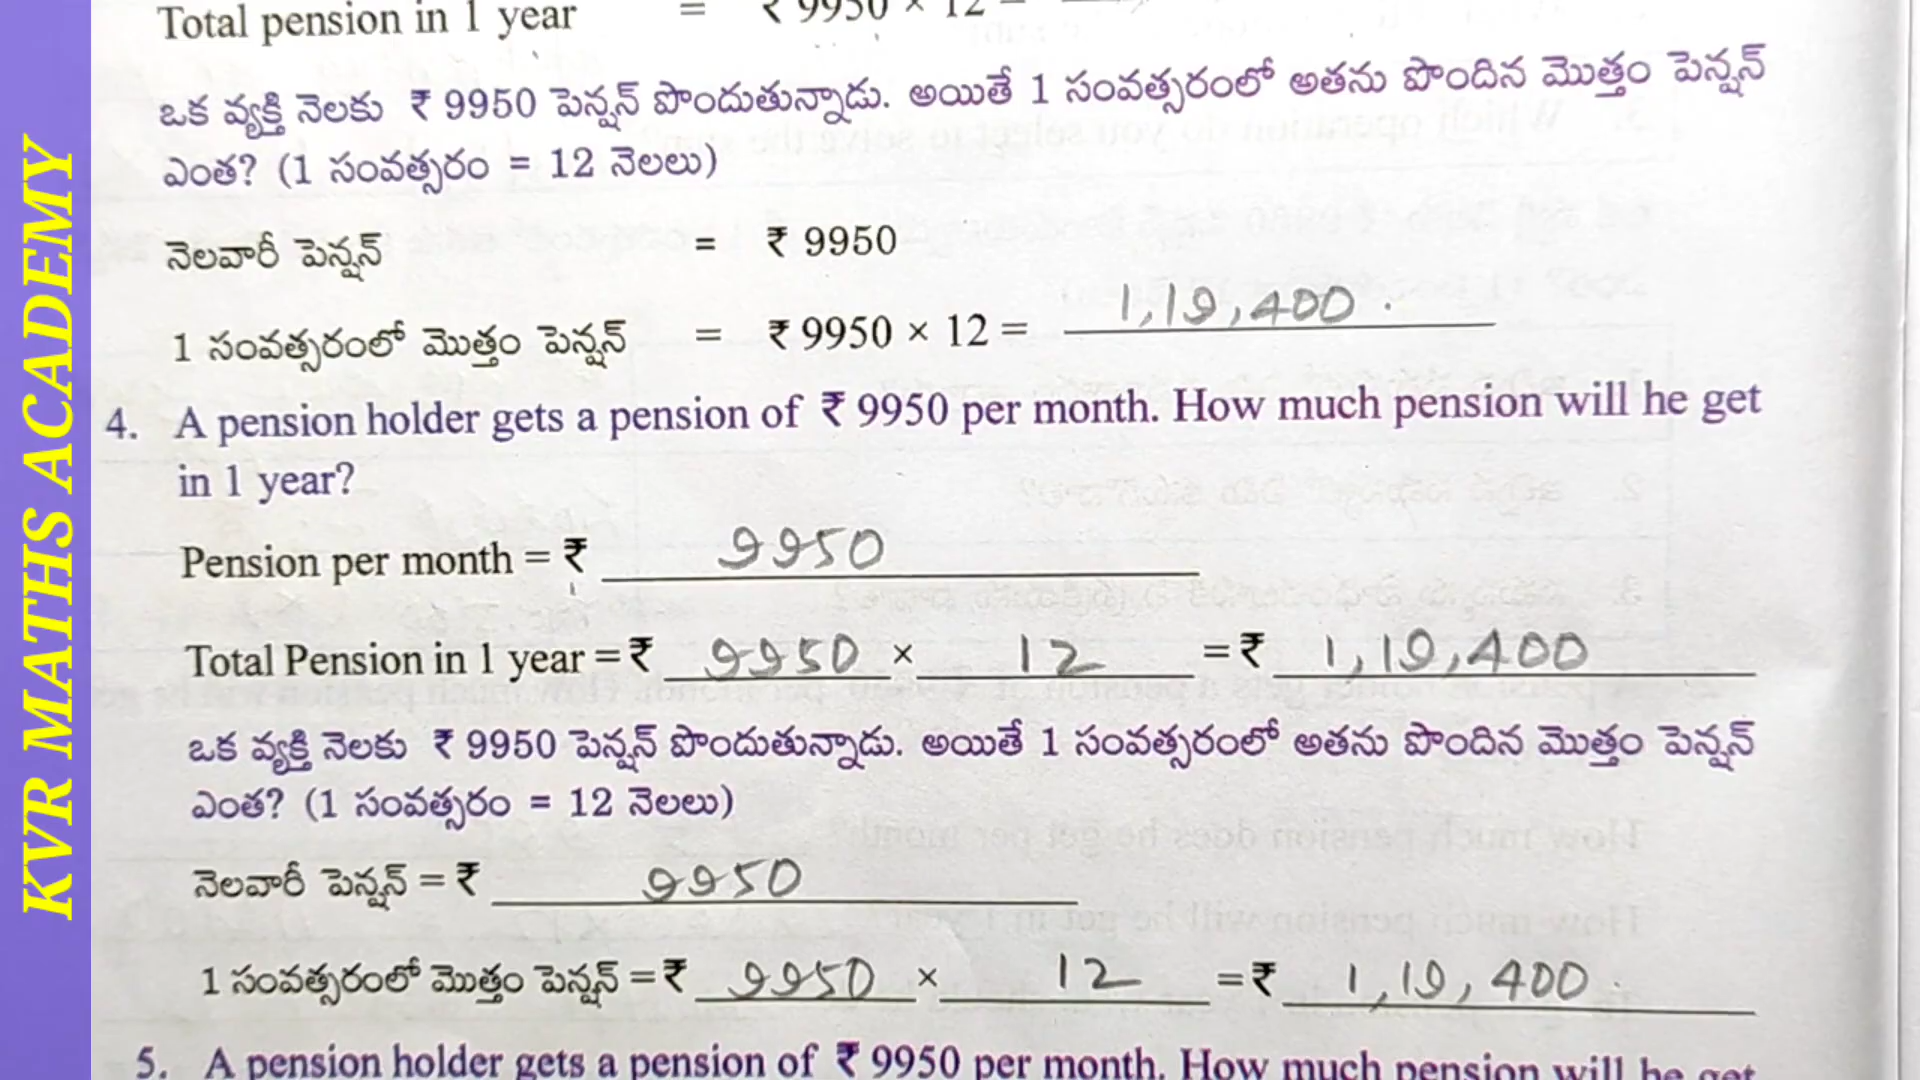 KVR MATHS ACADEMY
Total pension in 1 year = ₹ 9950 × 12 =
ఒక వ్యక్తి నెలకు ₹ 9950 పెన్షన్ పొందుతున్నాడు. అయితే 1 సంవత్సరంలో అతను పొందిన మొత్తం పెన్షన్
ఎంత? (1 సంవత్సరం = 12 నెలలు)
నెలవారీ పెన్షన్ = ₹ 9950
1 సంవత్సరంలో మొత్తం పెన్షన్ = ₹ 9950 × 12 = 1,19,400.
4. A pension holder gets a pension of ₹ 9950 per month. How much pension will he get
in 1 year?
Pension per month = ₹ 9950
Total Pension in 1 year = ₹ 9950 × 12 = ₹ 1,19,400
ఒక వ్యక్తి నెలకు ₹ 9950 పెన్షన్ పొందుతున్నాడు. అయితే 1 సంవత్సరంలో అతను పొందిన మొత్తం పెన్షన్
ఎంత? (1 సంవత్సరం = 12 నెలలు)
నెలవారీ పెన్షన్ = ₹ 9950
1 సంవత్సరంలో మొత్తం పెన్షన్ = ₹ 9950 × 12 = ₹ 1,19,400.
5. A pension holder gets a pension of ₹ 9950 per month. How much pension will he get